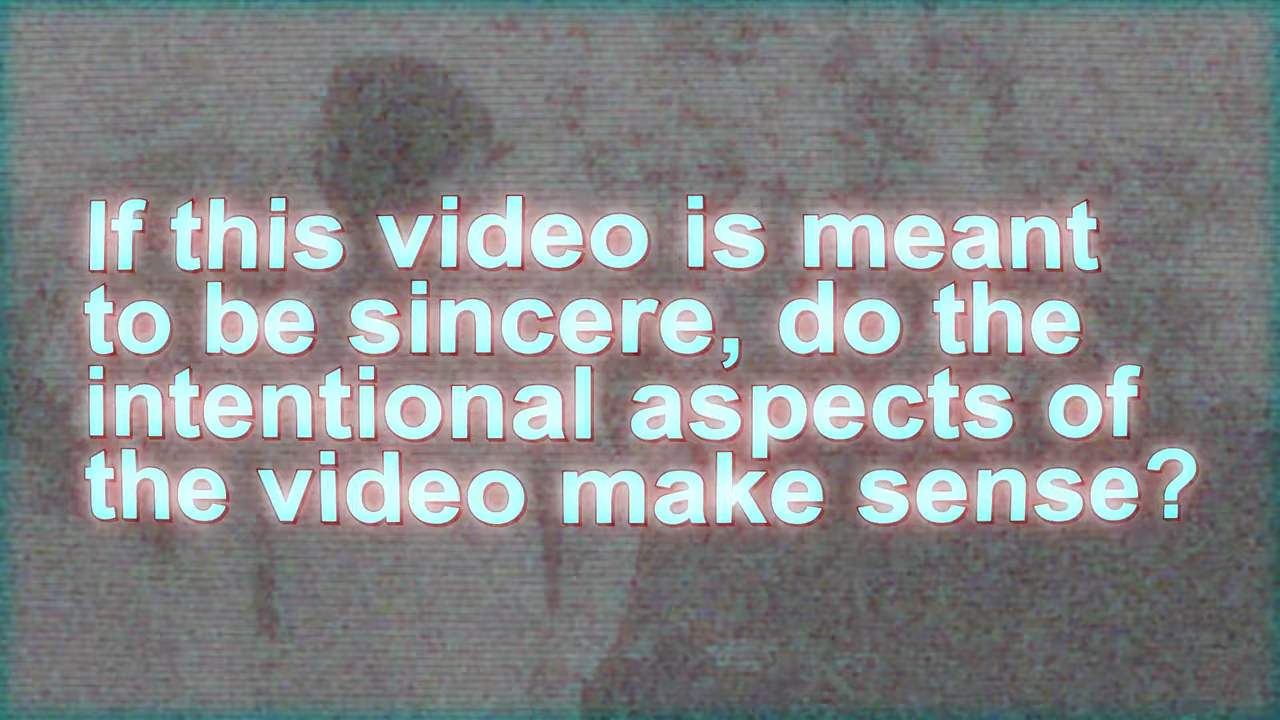 If this video is meant
to be sincere, do the
intentional aspects of
the video make sense?